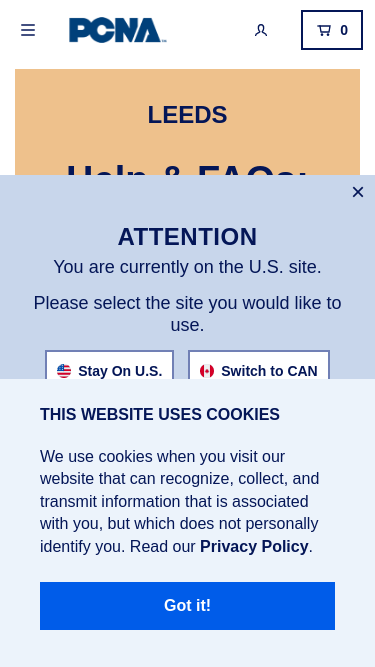 PCNA
0
LEEDS
Help & FAQs:
ATTENTION
You are currently on the U.S. site.
Please select the site you would like to
use.
Stay On U.S. Switch to CAN
THIS WEBSITE USES COOKIES
We use cookies when you visit our
website that can recognize, collect, and
transmit information that is associated
with you, but which does not personally
identify you. Read our Privacy Policy.
Got it!